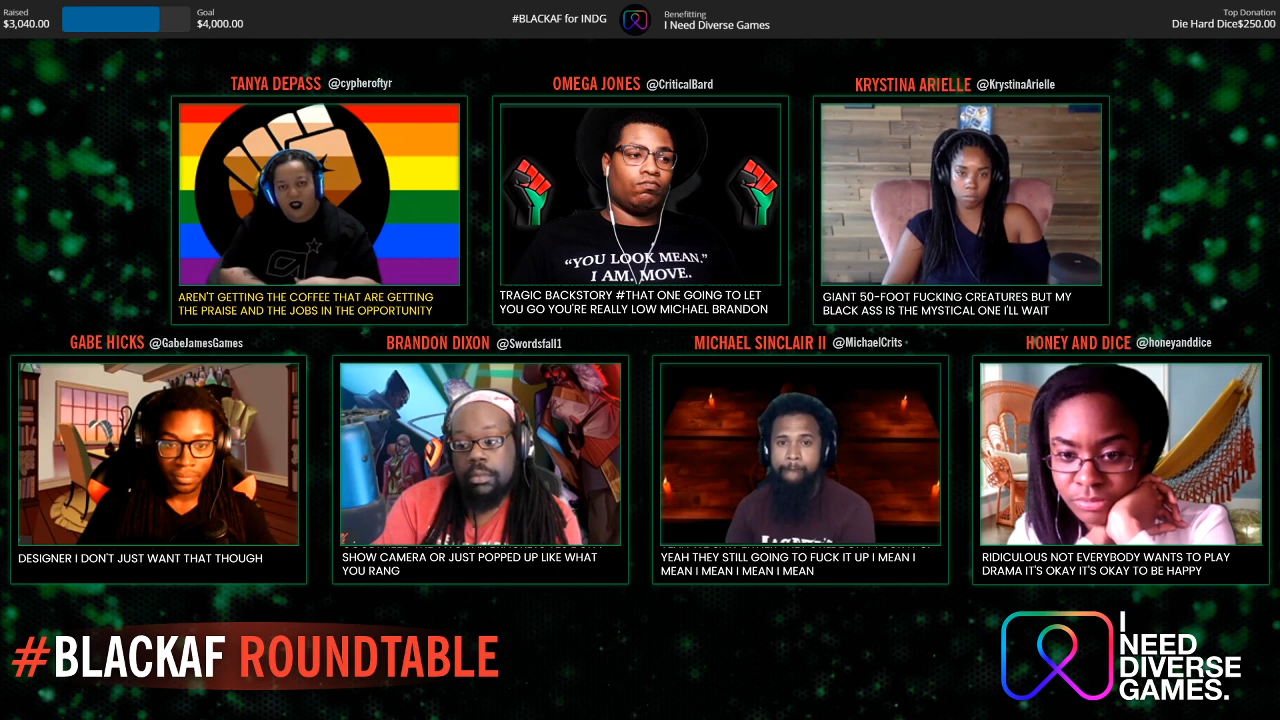 Raised
$3,040.00
Goal
$4,000.00
#BLACKAF for INDG
Benefitting
I Need Diverse Games
Top Donation
Die Hard Dice$250.00
TANYA DEPASS @cypheroftyr
OMEGA JONES @CriticalBard
KRYSTINA ARIELLE @KrystinaArielle
"YOU LOOK MEAN."
I AM. MOVE.
AREN'T GETTING THE COFFEE THAT ARE GETTING
THE PRAISE AND THE JOBS IN THE OPPORTUNITY
TRAGIC BACKSTORY #THAT ONE GOING TO LET
YOU GO YOU'RE REALLY LOW MICHAEL BRANDON
GIANT 50-FOOT FUCKING CREATURES BUT MY
BLACK ASS IS THE MYSTICAL ONE I'LL WAIT
GABE HICKS @GabeJamesGames
BRANDON DIXON @Swordsfall1
MICHAEL SINCLAIR II @MichaelCrits
HONEY AND DICE @honeyanddice
DESIGNER I DON'T JUST WANT THAT THOUGH
SHOW CAMERA OR JUST POPPED UP LIKE WHAT
YOU RANG
YEAH THEY STILL GOING TO FUCK IT UP I MEAN I
MEAN I MEAN I MEAN I MEAN
RIDICULOUS NOT EVERYBODY WANTS TO PLAY
DRAMA IT'S OKAY IT'S OKAY TO BE HAPPY
#BLACKAF ROUNDTABLE
I
NEED
DIVERSE
GAMES.